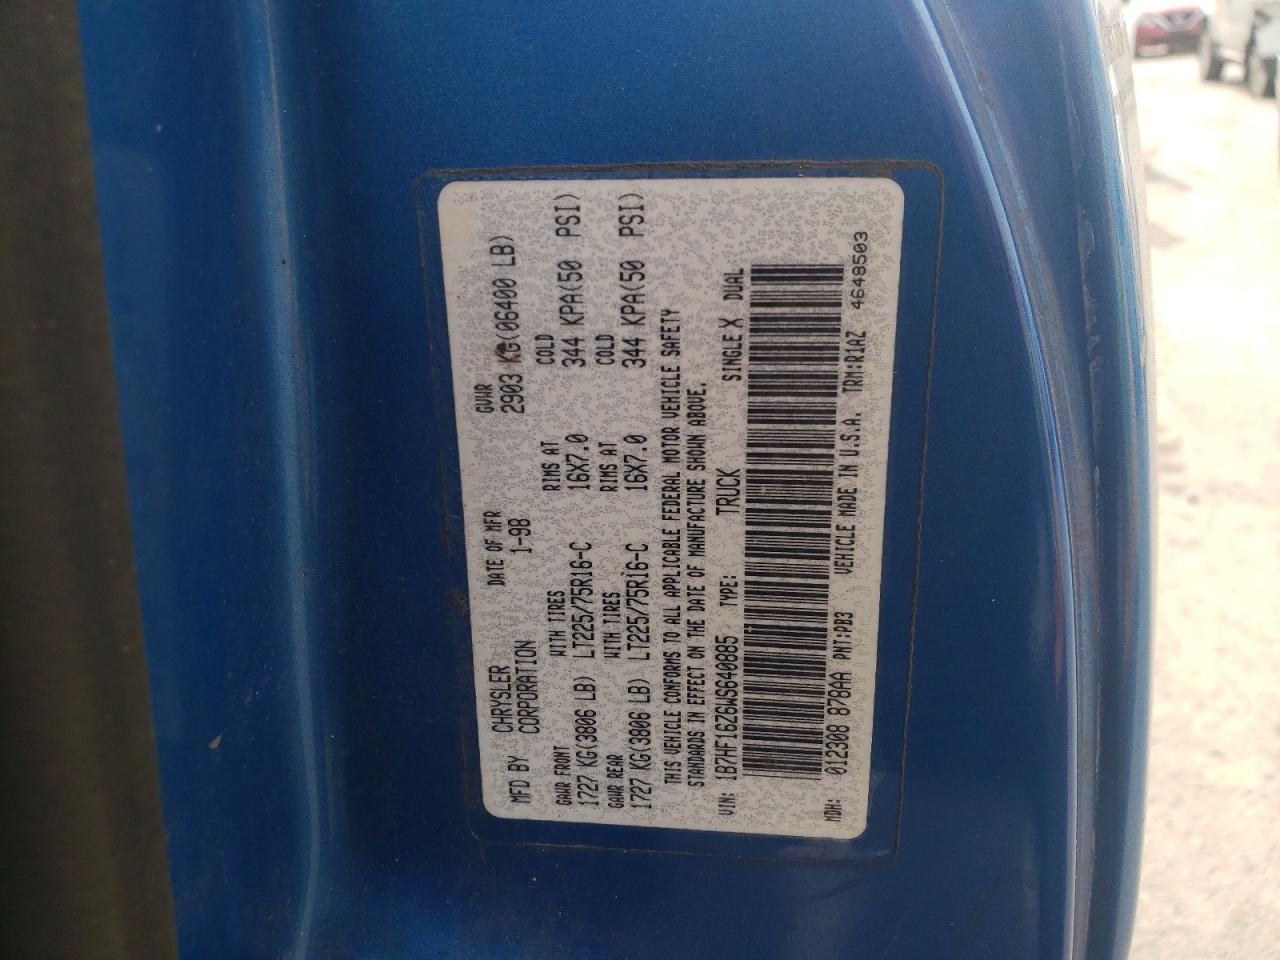 MFD BY CHRYSLER CORPORATION DATE OF MFR 1-98 GVWR 2903 KG(06400 LB)
GAWR FRONT WITH TIRES RIMS AT COLD
1727 KG(3806 LB) LT225/75R16-C 16X7.0 344 KPA(50 PSI)
GAWR REAR WITH TIRES RIMS AT COLD
1727 KG(3806 LB) LT225/75R16-C 16X7.0 344 KPA(50 PSI)
THIS VEHICLE CONFORMS TO ALL APPLICABLE FEDERAL MOTOR VEHICLE SAFETY
STANDARDS IN EFFECT ON THE DATE OF MANUFACTURE SHOWN ABOVE.
VIN: 1B7HF16Z6WS640885 TYPE: TRUCK SINGLE X DUAL
MDH: 012308 878AA PNT:PB3 VEHICLE MADE IN U.S.A. TRM:R1AZ 4648503